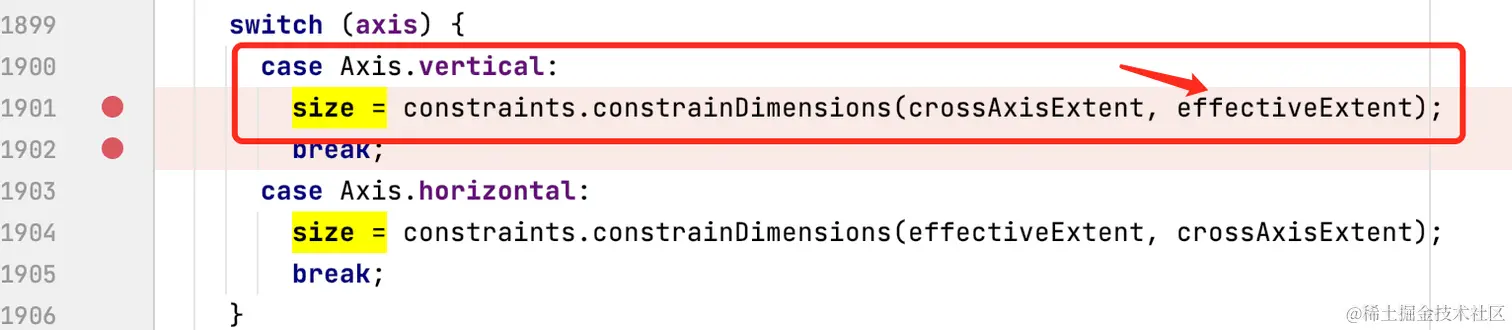 1899 switch (axis) {
1900 case Axis.vertical:
1901 size = constraints.constrainDimensions(crossAxisExtent, effectiveExtent);
1902 break;
1903 case Axis.horizontal:
1904 size = constraints.constrainDimensions(effectiveExtent, crossAxisExtent);
1905 break;
1906 }
@稀土掘金技术社区